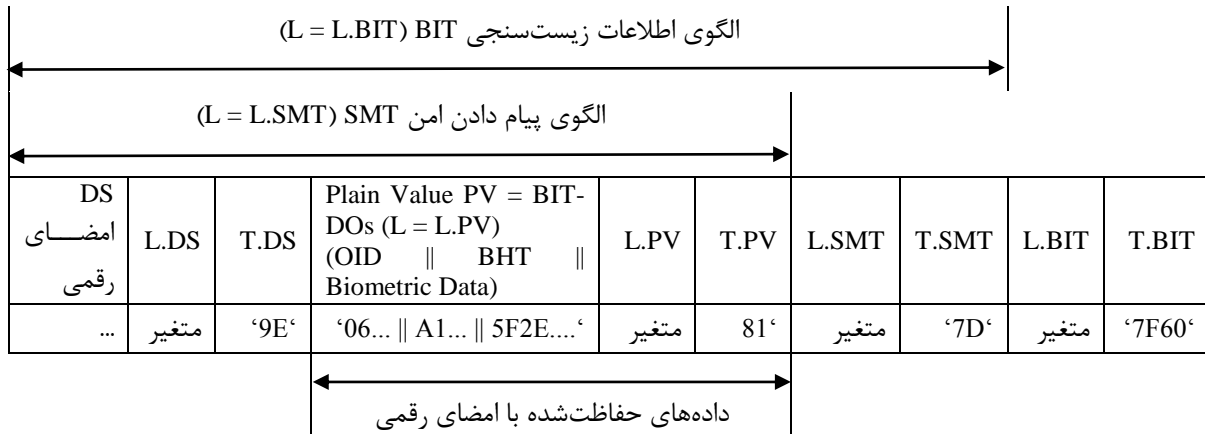 الگوی اطلاعات زیست‌سنجی BIT (L = L.BIT)
الگوی پیام دادن امن SMT (L = L.SMT)
T.BIT
L.BIT
T.SMT
L.SMT
T.PV
L.PV
Plain Value PV = BIT-
DOs (L = L.PV)
(OID || BHT ||
Biometric Data)
T.DS
L.DS
DS
امضـــای
رقمی
‘7F60‘
متغیر
‘7D‘
متغیر
81‘
متغیر
‘06... || A1... || 5F2E....‘
‘9E‘
متغیر
...
داده‌های حفاظت‌شده با امضای رقمی